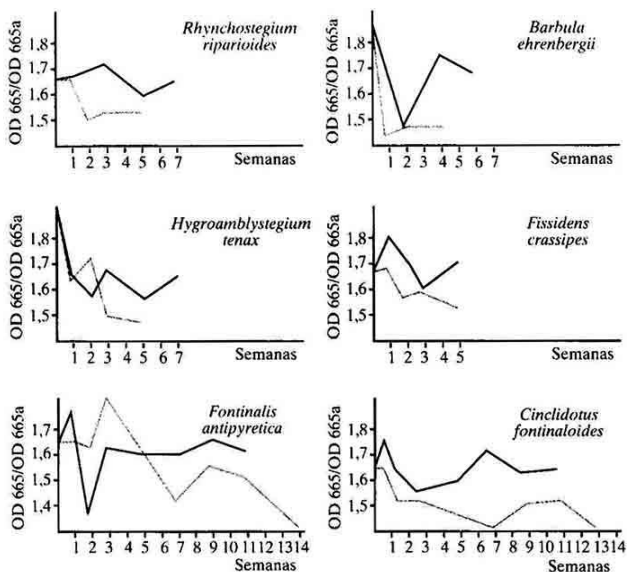 Rhynchostegium
riparioides
OD 665/OD 665a
1,8
1,7
1,6
1,5
1 2 3 4 5 6 7
Semanas
Barbula
ehrenbergii
OD 665/OD 665a
1,8
1,7
1,6
1,5
1 2 3 4 5 6 7
Semanas
Hygroamblystegium
tenax
OD 665/OD 665a
1,8
1,7
1,6
1,5
1 2 3 4 5 6 7
Semanas
Fissidens
crassipes
OD 665/OD 665a
1,8
1,7
1,6
1,5
1 2 3 4 5
Semanas
Fontinalis
antipyretica
OD 665/OD 665a
1,7
1,6
1,5
1,4
1 2 3 4 5 6 7 8 9 10 11 12 13 14
Semanas
Cinclidotus
fontinaloides
OD 665/OD 665a
1,7
1,6
1,5
1,4
1 2 3 4 5 6 7 8 9 10 11 12 13 14
Semanas